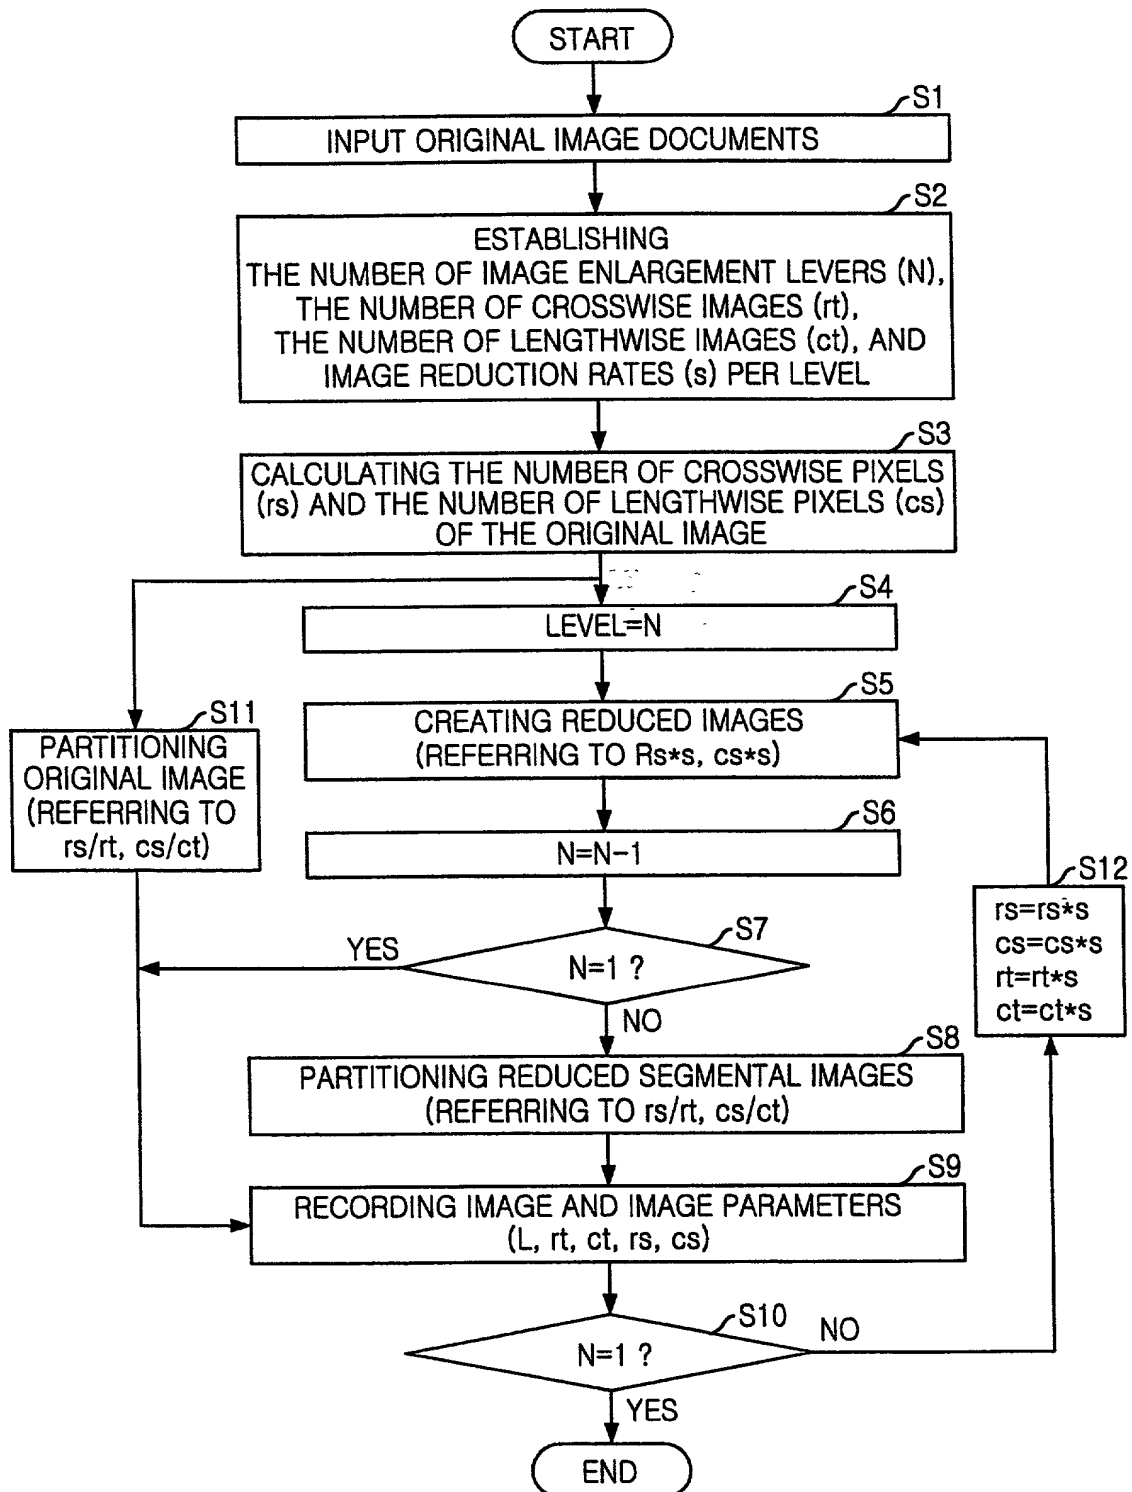 START
S1
INPUT ORIGINAL IMAGE DOCUMENTS
S2
ESTABLISHING
THE NUMBER OF IMAGE ENLARGEMENT LEVERS (N),
THE NUMBER OF CROSSWISE IMAGES (rt),
THE NUMBER OF LENGTHWISE IMAGES (ct), AND
IMAGE REDUCTION RATES (s) PER LEVEL
S3
CALCULATING THE NUMBER OF CROSSWISE PIXELS
(rs) AND THE NUMBER OF LENGTHWISE PIXELS (cs)
OF THE ORIGINAL IMAGE
S4
LEVEL=N
S5
CREATING REDUCED IMAGES
(REFERRING TO Rs*s, cs*s)
S11
PARTITIONING
ORIGINAL IMAGE
(REFERRING TO
rs/rt, cs/ct)
S6
N=N-1
S12
rs=rs*s
cs=cs*s
rt=rt*s
ct=ct*s
S7
YES
N=1 ?
NO
S8
PARTITIONING REDUCED SEGMENTAL IMAGES
(REFERRING TO rs/rt, cs/ct)
S9
RECORDING IMAGE AND IMAGE PARAMETERS
(L, rt, ct, rs, cs)
S10
NO
N=1 ?
YES
END